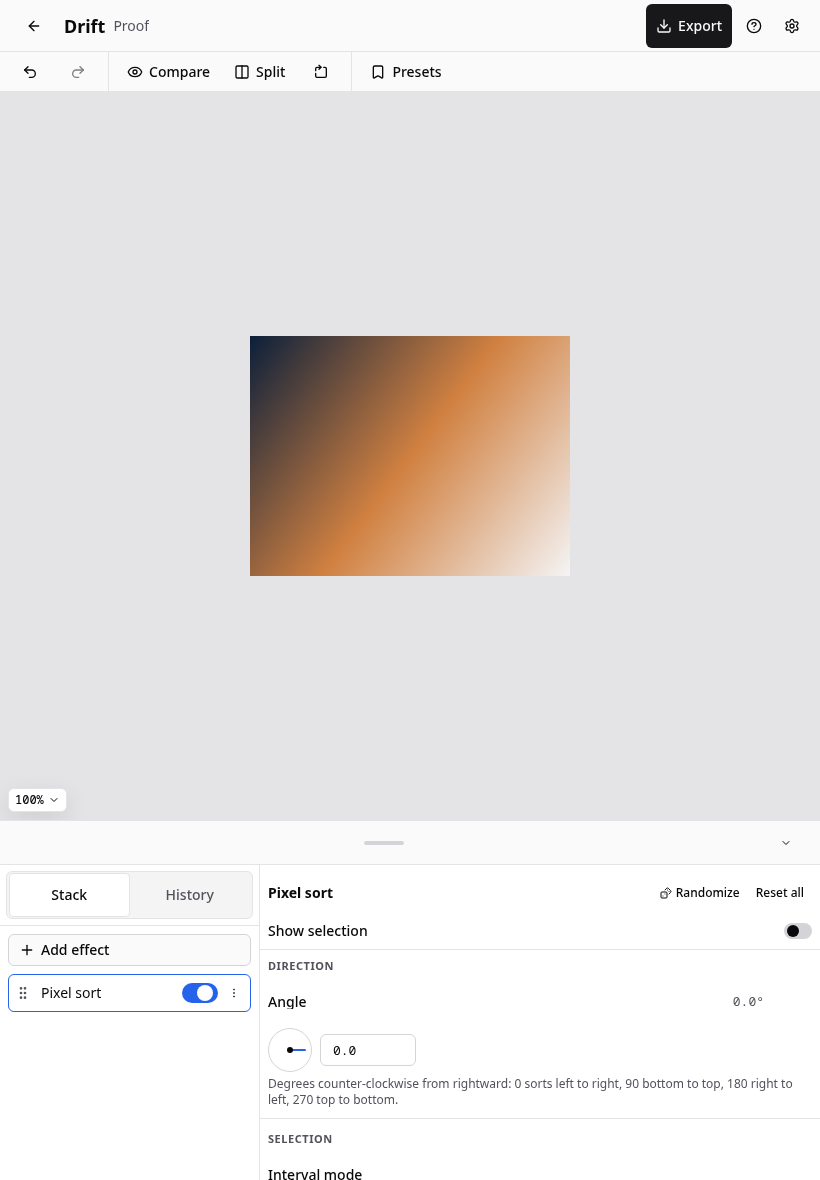 Drift Proof
Export
Compare Split Presets
100%
Stack History
Add effect
Pixel sort
Pixel sort
Randomize Reset all
Show selection
DIRECTION
Angle 0.0°
0.0
Degrees counter-clockwise from rightward: 0 sorts left to right, 90 bottom to top, 180 right to
left, 270 top to bottom.
SELECTION
Interval mode